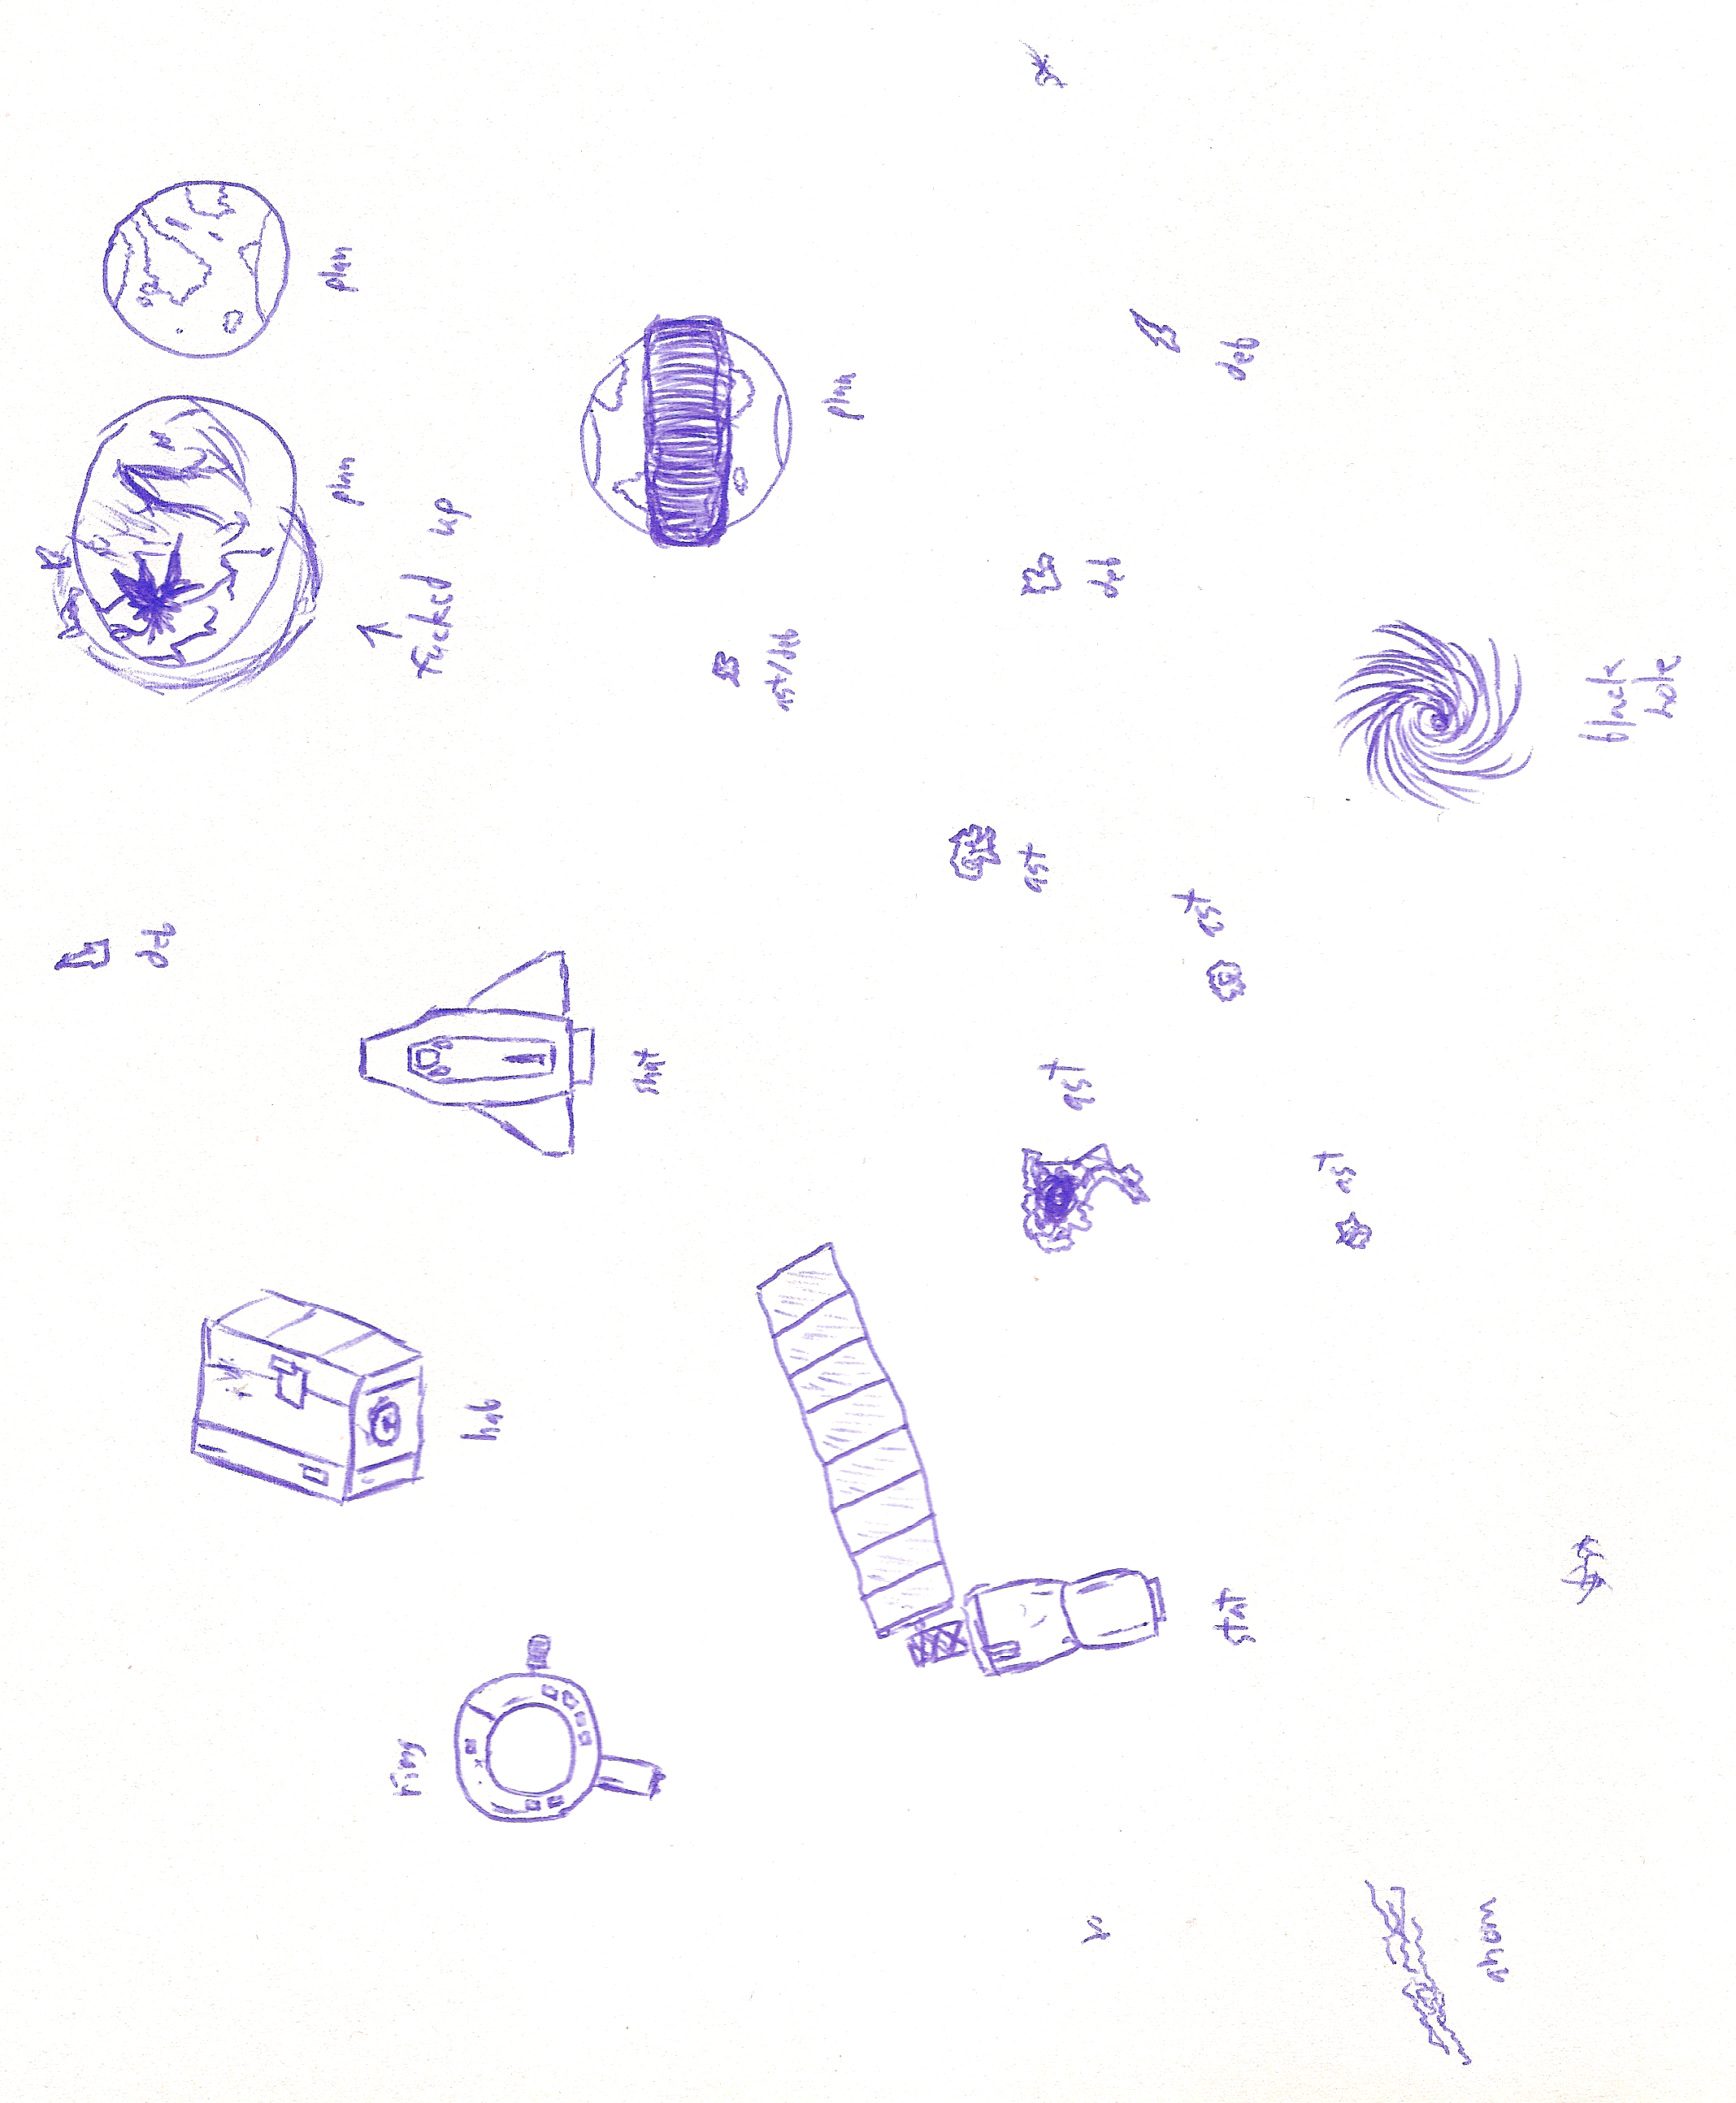 deb
plan
plan
ring
fucked up
hab
shut
ast/deb
plan
ast
ast
deb
ast
stat
deb
ast
black
hole